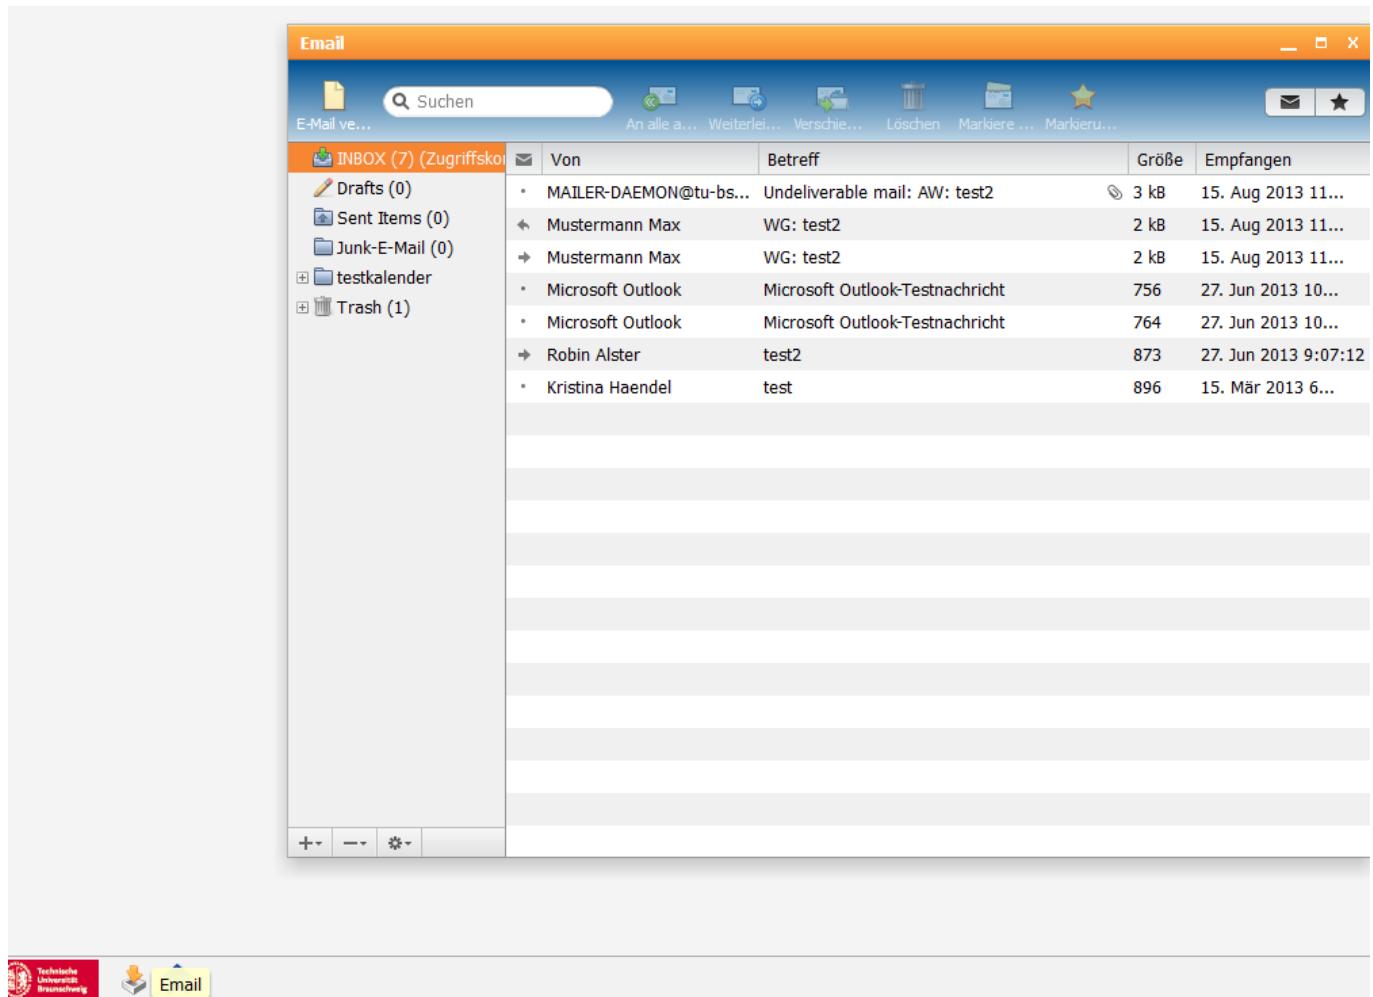 Email
E-Mail ve...
Suchen
An alle a...
Weiterlei...
Verschie...
Löschen
Markiere ...
Markieru...
INBOX (7) (Zugriffskon
Drafts (0)
Sent Items (0)
Junk-E-Mail (0)
testkalender
Trash (1)
Von Betreff Größe Empfangen
MAILER-DAEMON@tu-bs... Undeliverable mail: AW: test2 3 kB 15. Aug 2013 11...
Mustermann Max WG: test2 2 kB 15. Aug 2013 11...
Mustermann Max WG: test2 2 kB 15. Aug 2013 11...
Microsoft Outlook Microsoft Outlook-Testnachricht 756 27. Jun 2013 10...
Microsoft Outlook Microsoft Outlook-Testnachricht 764 27. Jun 2013 10...
Robin Alster test2 873 27. Jun 2013 9:07:12
Kristina Haendel test 896 15. Mär 2013 6...
Technische
Universität
Braunschweig
Email